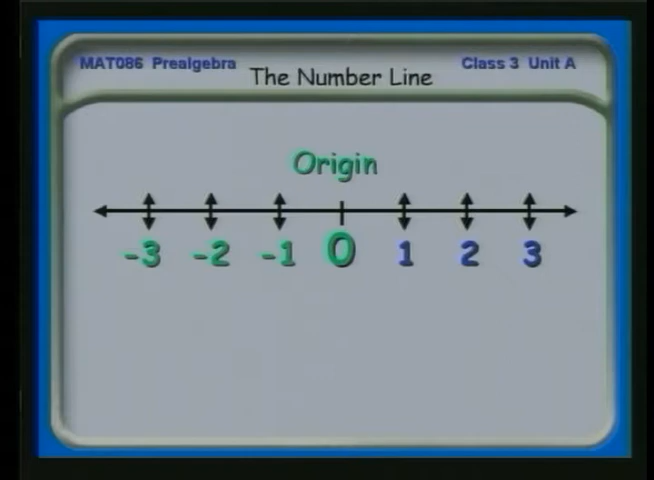 MAT086 Prealgebra
The Number Line
Class 3 Unit A
Origin
-3 -2 -1 0 1 2 3